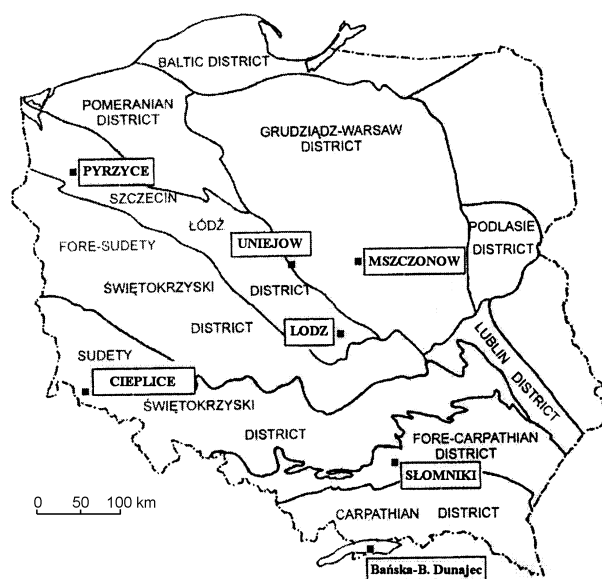 BALTIC DISTRICT
POMERANIAN
DISTRICT
GRUDZIĄDZ-WARSAW
DISTRICT
PYRZYCE
SZCZECIN
ŁÓDŹ
PODLASIE
DISTRICT
UNIEJOW
FORE-SUDETY
MSZCZONOW
ŚWIĘTOKRZYSKI
DISTRICT
DISTRICT
LODZ
LUBLIN DISTRICT
SUDETY
CIEPLICE
ŚWIĘTOKRZYSKI
DISTRICT
FORE-CARPATHIAN
DISTRICT
SŁOMNIKI
0 50 100 km
CARPATHIAN DISTRICT
Bańska-B. Dunajec